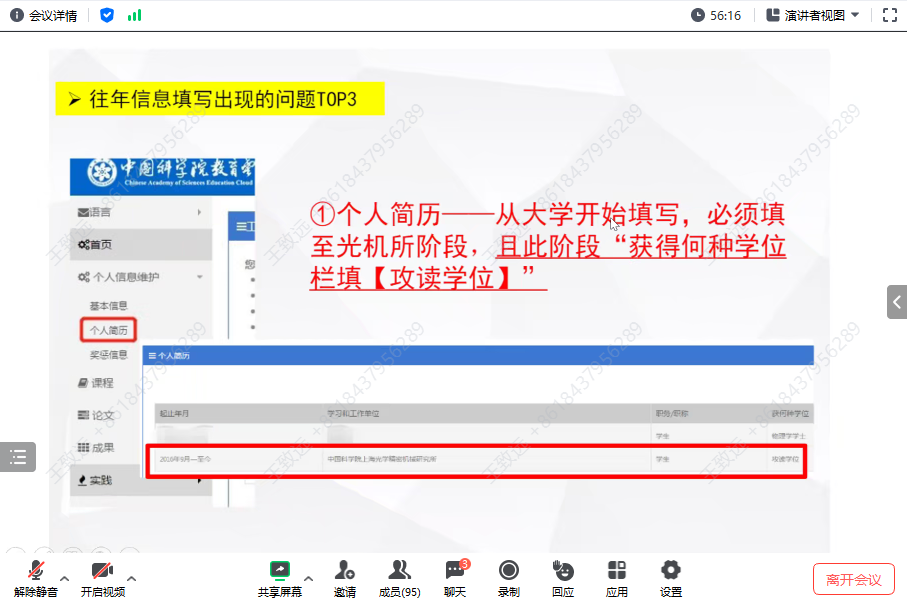 会议详情
56:16
演讲者视图
往年信息填写出现的问题TOP3
中国科学院教育云
Chinese Academy of Sciences Education Cloud
语言
首页
个人信息维护
基本信息
个人简历
奖惩信息
课程
论文
成果
实践
①个人简历——从大学开始填写，必须填
至光机所阶段，且此阶段“获得何种学位
栏填【攻读学位】”
个人简历
起止年月 学习和工作单位 职务/职称 获何种学位
学生 物理学学士
2016年9月—至今 中国科学院上海光学精密机械研究所 学生 攻读学位
王致远 +8618437956289
解除静音
开启视频
共享屏幕
邀请
成员(95)
3
聊天
录制
回应
应用
设置
离开会议